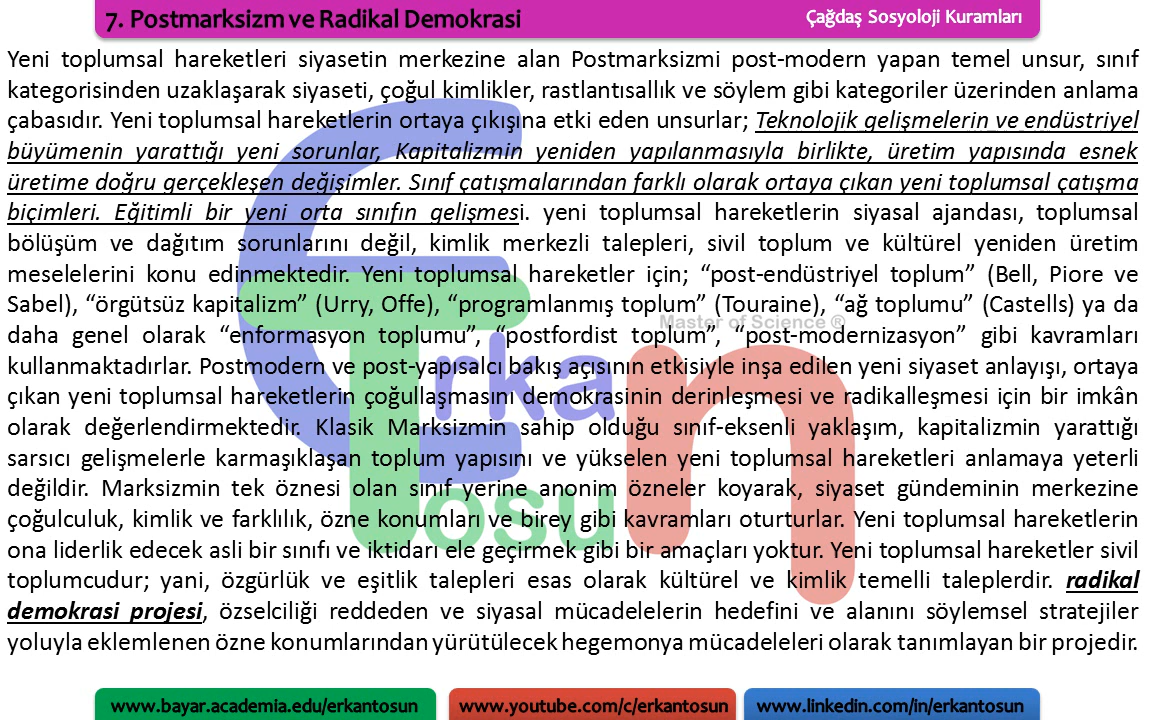 7. Postmarksizm ve Radikal Demokrasi
Çağdaş Sosyoloji Kuramları
Yeni toplumsal hareketleri siyasetin merkezine alan Postmarksizmi post-modern yapan temel unsur, sınıf
kategorisinden uzaklaşarak siyaseti, çoğul kimlikler, rastlantısallık ve söylem gibi kategoriler üzerinden anlama
çabasıdır. Yeni toplumsal hareketlerin ortaya çıkışına etki eden unsurlar; Teknolojik gelişmelerin ve endüstriyel
büyümenin yarattığı yeni sorunlar, Kapitalizmin yeniden yapılanmasıyla birlikte, üretim yapısında esnek
üretime doğru gerçekleşen değişimler. Sınıf çatışmalarından farklı olarak ortaya çıkan yeni toplumsal çatışma
biçimleri. Eğitimli bir yeni orta sınıfın gelişmesi. yeni toplumsal hareketlerin siyasal ajandası, toplumsal
bölüşüm ve dağıtım sorunlarını değil, kimlik merkezli talepleri, sivil toplum ve kültürel yeniden üretim
meselelerini konu edinmektedir. Yeni toplumsal hareketler için; “post-endüstriyel toplum” (Bell, Piore ve
Sabel), “örgütsüz kapitalizm” (Urry, Offe), “programlanmış toplum” (Touraine), “ağ toplumu” (Castells) ya da
daha genel olarak “enformasyon toplumu”, “postfordist toplum”, “ post-modernizasyon” gibi kavramları
kullanmaktadırlar. Postmodern ve post-yapısalcı bakış açısının etkisiyle inşa edilen yeni siyaset anlayışı, ortaya
çıkan yeni toplumsal hareketlerin çoğullaşmasını demokrasinin derinleşmesi ve radikalleşmesi için bir imkân
olarak değerlendirmektedir. Klasik Marksizmin sahip olduğu sınıf-eksenli yaklaşım, kapitalizmin yarattığı
sarsıcı gelişmelerle karmaşıklaşan toplum yapısını ve yükselen yeni toplumsal hareketleri anlamaya yeterli
değildir. Marksizmin tek öznesi olan sınıf yerine anonim özneler koyarak, siyaset gündeminin merkezine
çoğulculuk, kimlik ve farklılık, özne konumları ve birey gibi kavramları oturturlar. Yeni toplumsal hareketlerin
ona liderlik edecek asli bir sınıfı ve iktidarı ele geçirmek gibi bir amaçları yoktur. Yeni toplumsal hareketler sivil
toplumcudur; yani, özgürlük ve eşitlik talepleri esas olarak kültürel ve kimlik temelli taleplerdir. radikal
demokrasi projesi, özselciliği reddeden ve siyasal mücadelelerin hedefini ve alanını söylemsel stratejiler
yoluyla eklemlenen özne konumlarından yürütülecek hegemonya mücadeleleri olarak tanımlayan bir projedir.
Master of Science ®
Erkan
Tosun
www.bayar.academia.edu/erkantosun
www.youtube.com/c/erkantosun
www.linkedin.com/in/erkantosun